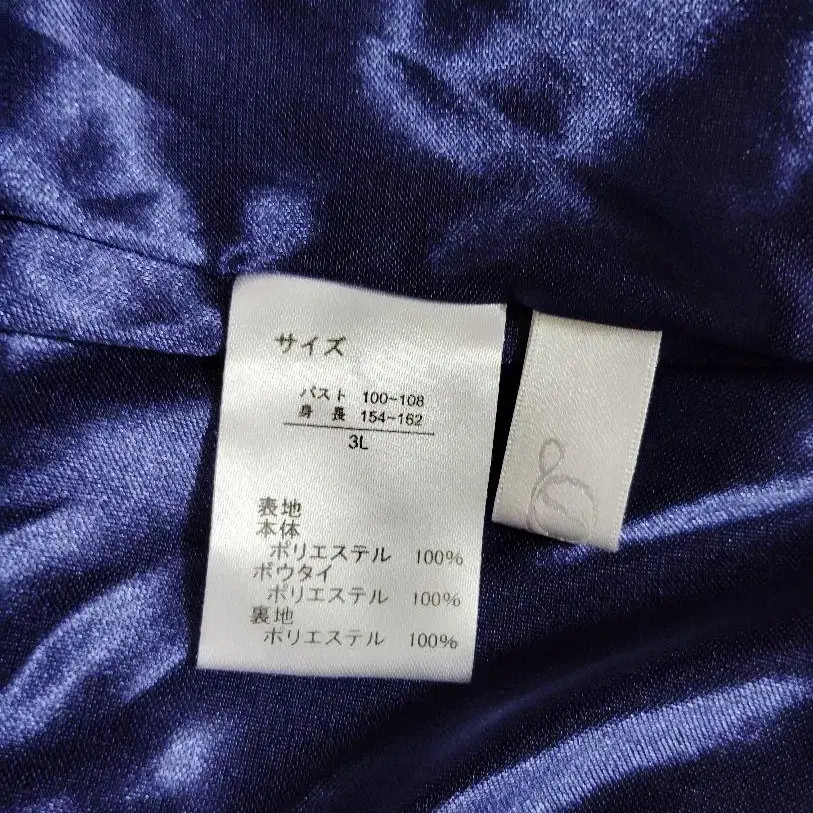 サイズ
バスト 100~108
身長 154~162
3L
表地
本体
ポリエステル 100%
ボウタイ
ポリエステル 100%
裏地
ポリエステル 100%